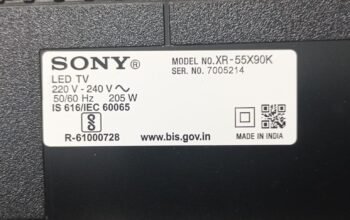 SONY®
MODEL NO. XR-55X90K
SER. NO. 7005214
LED TV
220 V - 240 V ~
50/60 Hz 205 W
IS 616/IEC 60065
R-61000728
www.bis.gov.in
MADE IN INDIA